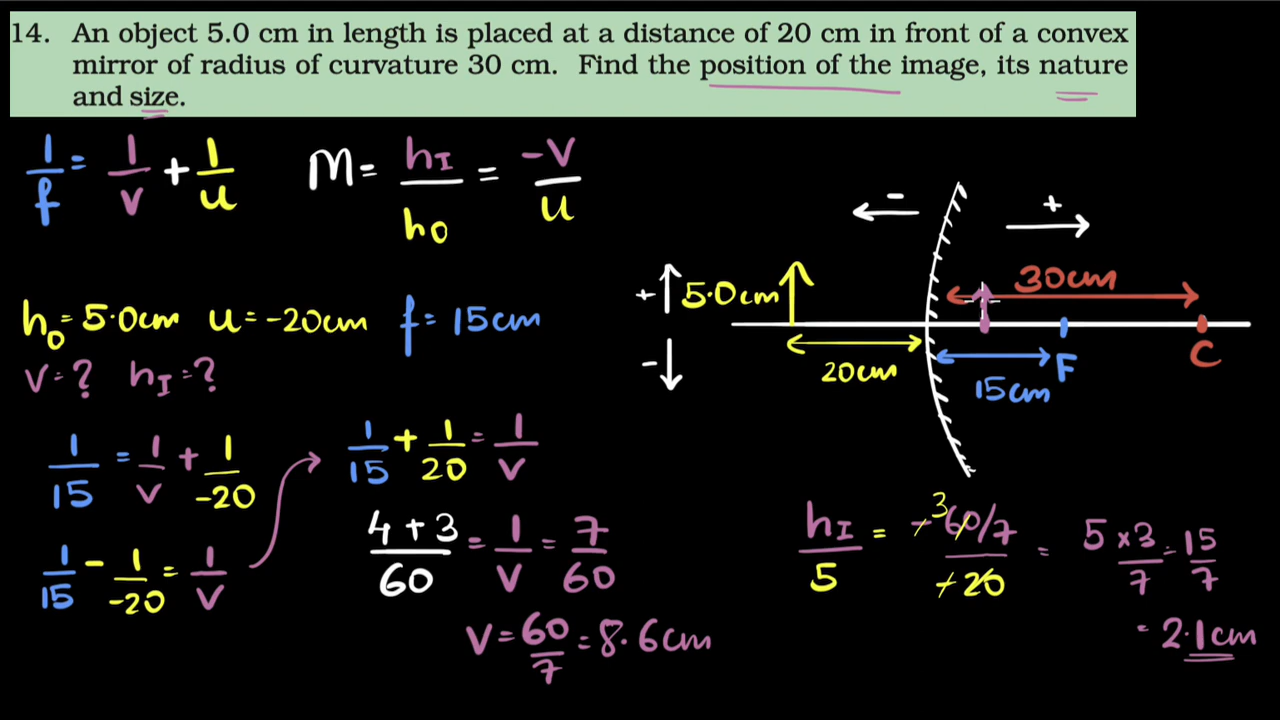 14. An object 5.0 cm in length is placed at a distance of 20 cm in front of a convex
mirror of radius of curvature 30 cm. Find the position of the image, its nature
and size.
1/f = 1/v + 1/u
M = hI/ho = -v/u
- +
ho = 5.0cm u = -20cm f = 15cm
v = ? hI = ?
+ 5.0cm
-
30cm
20cm
15cm
F
C
1/15 = 1/v + 1/-20
1/15 - 1/-20 = 1/v
1/15 + 1/20 = 1/v
4 + 3/60 = 1/v = 7/60
v = 60/7 = 8.6cm
hI/5 = -60/7 / -20 = 5 × 3/7 = 15/7
3
= 2.1cm